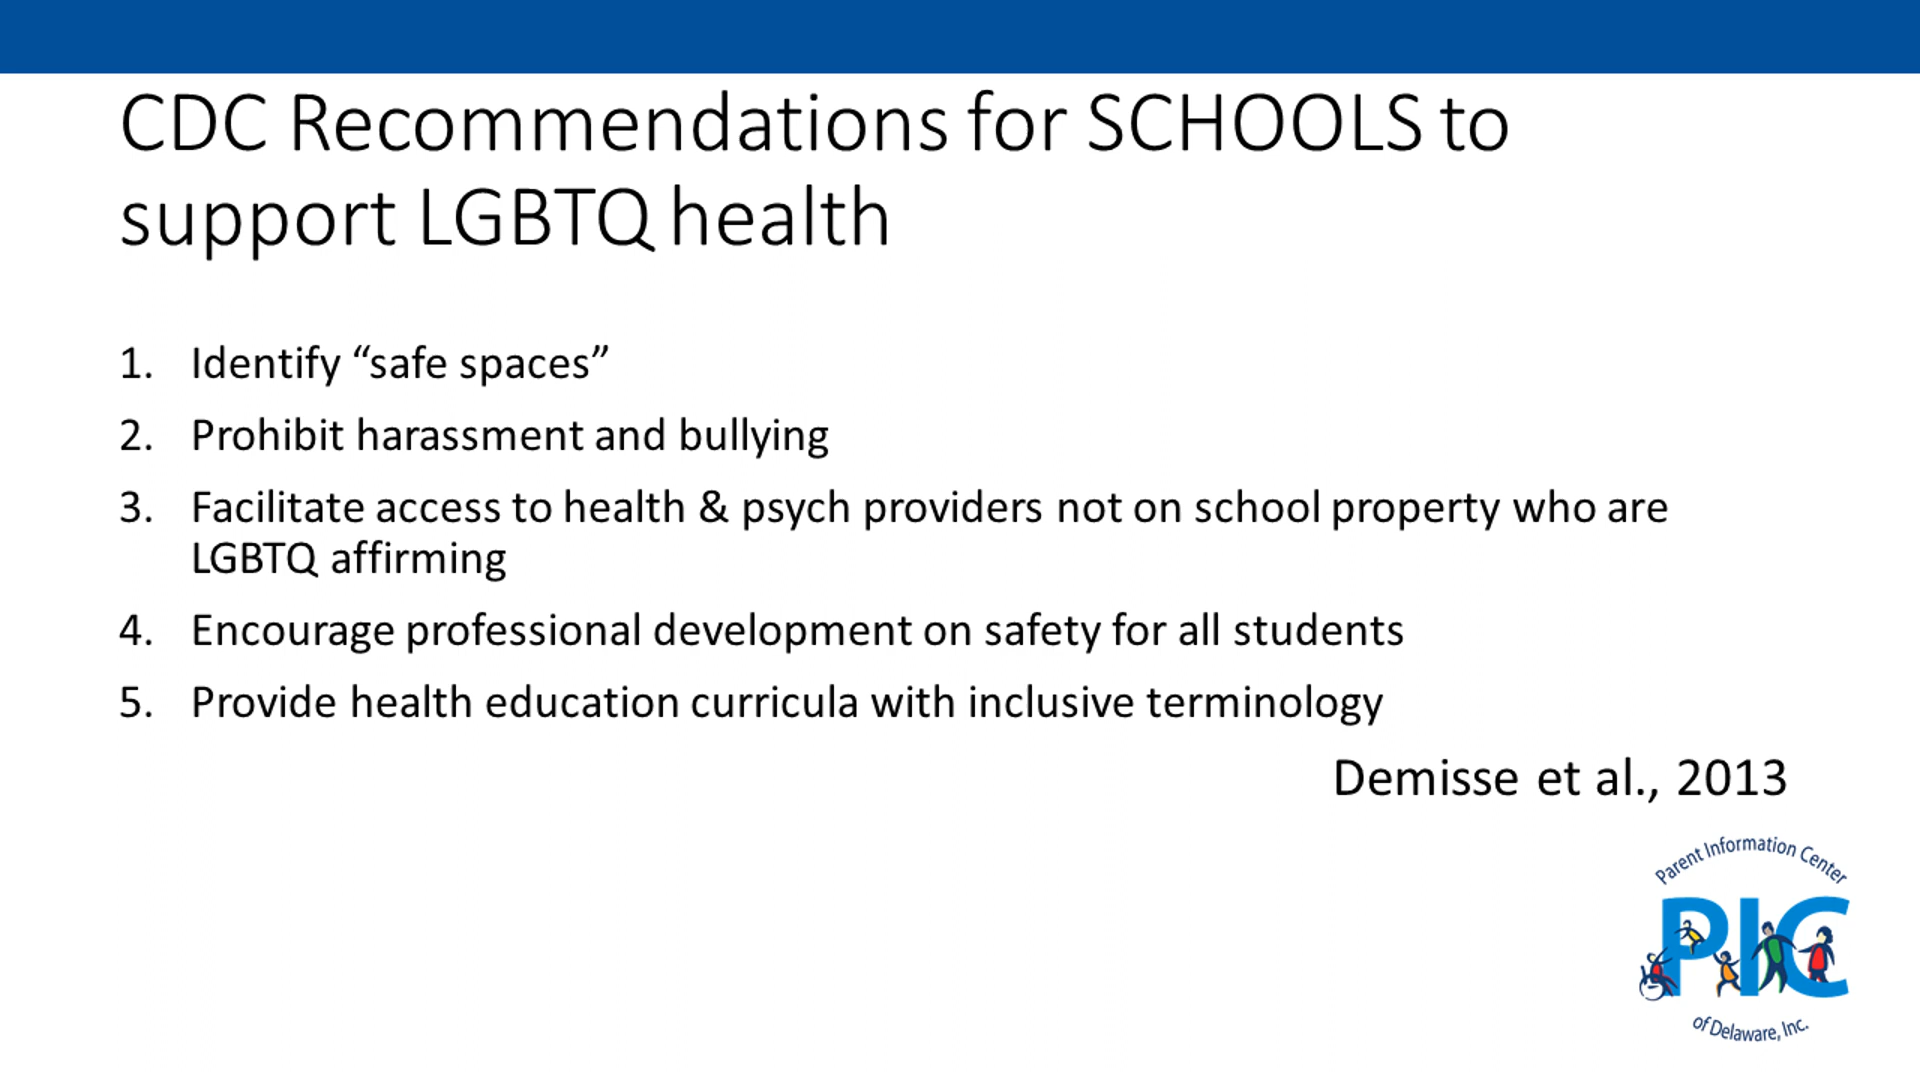 CDC Recommendations for SCHOOLS to
support LGBTQ health
1. Identify “safe spaces”
2. Prohibit harassment and bullying
3. Facilitate access to health & psych providers not on school property who are
LGBTQ affirming
4. Encourage professional development on safety for all students
5. Provide health education curricula with inclusive terminology
Demisse et al., 2013
Parent Information Center
PIC
of Delaware, Inc.